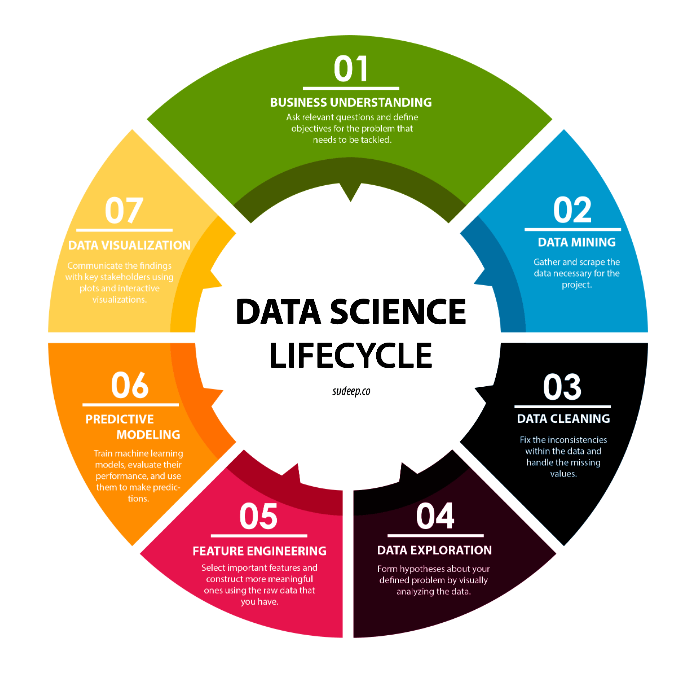 01
BUSINESS UNDERSTANDING
Ask relevant questions and define
objectives for the problem that
needs to be tackled.
02
DATA MINING
Gather and scrape the
data necessary for the
project.
03
DATA CLEANING
Fix the inconsistencies
within the data and
handle the missing
values.
04
DATA EXPLORATION
Form hypotheses about your
defined problem by visually
analyzing the data.
05
FEATURE ENGINEERING
Select important features and
construct more meaningful
ones using the raw data that
you have.
06
PREDICTIVE
MODELING
Train machine learning
models, evaluate their
performance, and use
them to make predic-
tions.
07
DATA VISUALIZATION
Communicate the findings
with key stakeholders using
plots and interactive
visualizations.
DATA SCIENCE
LIFECYCLE
sudeep.co